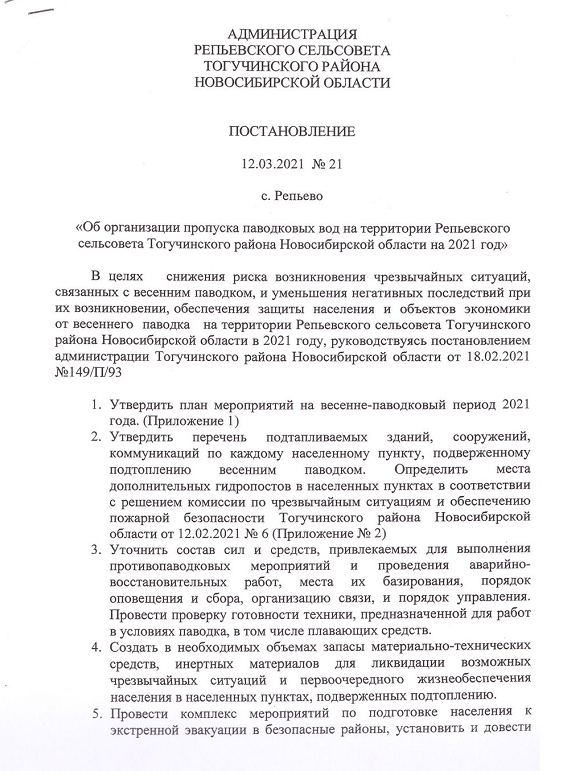 АДМИНИСТРАЦИЯ
РЕПЬЕВСКОГО СЕЛЬСОВЕТА
ТОГУЧИНСКОГО РАЙОНА
НОВОСИБИРСКОЙ ОБЛАСТИ
ПОСТАНОВЛЕНИЕ
12.03.2021 № 21
с. Репьево
«Об организации пропуска паводковых вод на территории Репьевского
сельсовета Тогучинского района Новосибирской области на 2021 год»
В целях снижения риска возникновения чрезвычайных ситуаций,
связанных с весенним паводком, и уменьшения негативных последствий при
их возникновении, обеспечения защиты населения и объектов экономики
от весеннего паводка на территории Репьевского сельсовета Тогучинского
района Новосибирской области в 2021 году, руководствуясь постановлением
администрации Тогучинского района Новосибирской области от 18.02.2021
№149/П/93
1. Утвердить план мероприятий на весенне-паводковый период 2021
года. (Приложение 1)
2. Утвердить перечень подтапливаемых зданий, сооружений,
коммуникаций по каждому населенному пункту, подверженному
подтоплению весенним паводком. Определить места
дополнительных гидропостов в населенных пунктах в соответствии
с решением комиссии по чрезвычайным ситуациям и обеспечению
пожарной безопасности Тогучинского района Новосибирской
области от 12.02.2021 № 6 (Приложение № 2)
3. Уточнить состав сил и средств, привлекаемых для выполнения
противопаводковых мероприятий и проведения аварийно-
восстановительных работ, места их базирования, порядок
оповещения и сбора, организацию связи, и порядок управления.
Провести проверку готовности техники, предназначенной для работ
в условиях паводка, в том числе плавающих средств.
4. Создать в необходимых объемах запасы материально-технических
средств, инертных материалов для ликвидации возможных
чрезвычайных ситуаций и первоочередного жизнеобеспечения
населения в населенных пунктах, подверженных подтоплению.
5. Провести комплекс мероприятий по подготовке населения к
экстренной эвакуации в безопасные районы, установить и довести